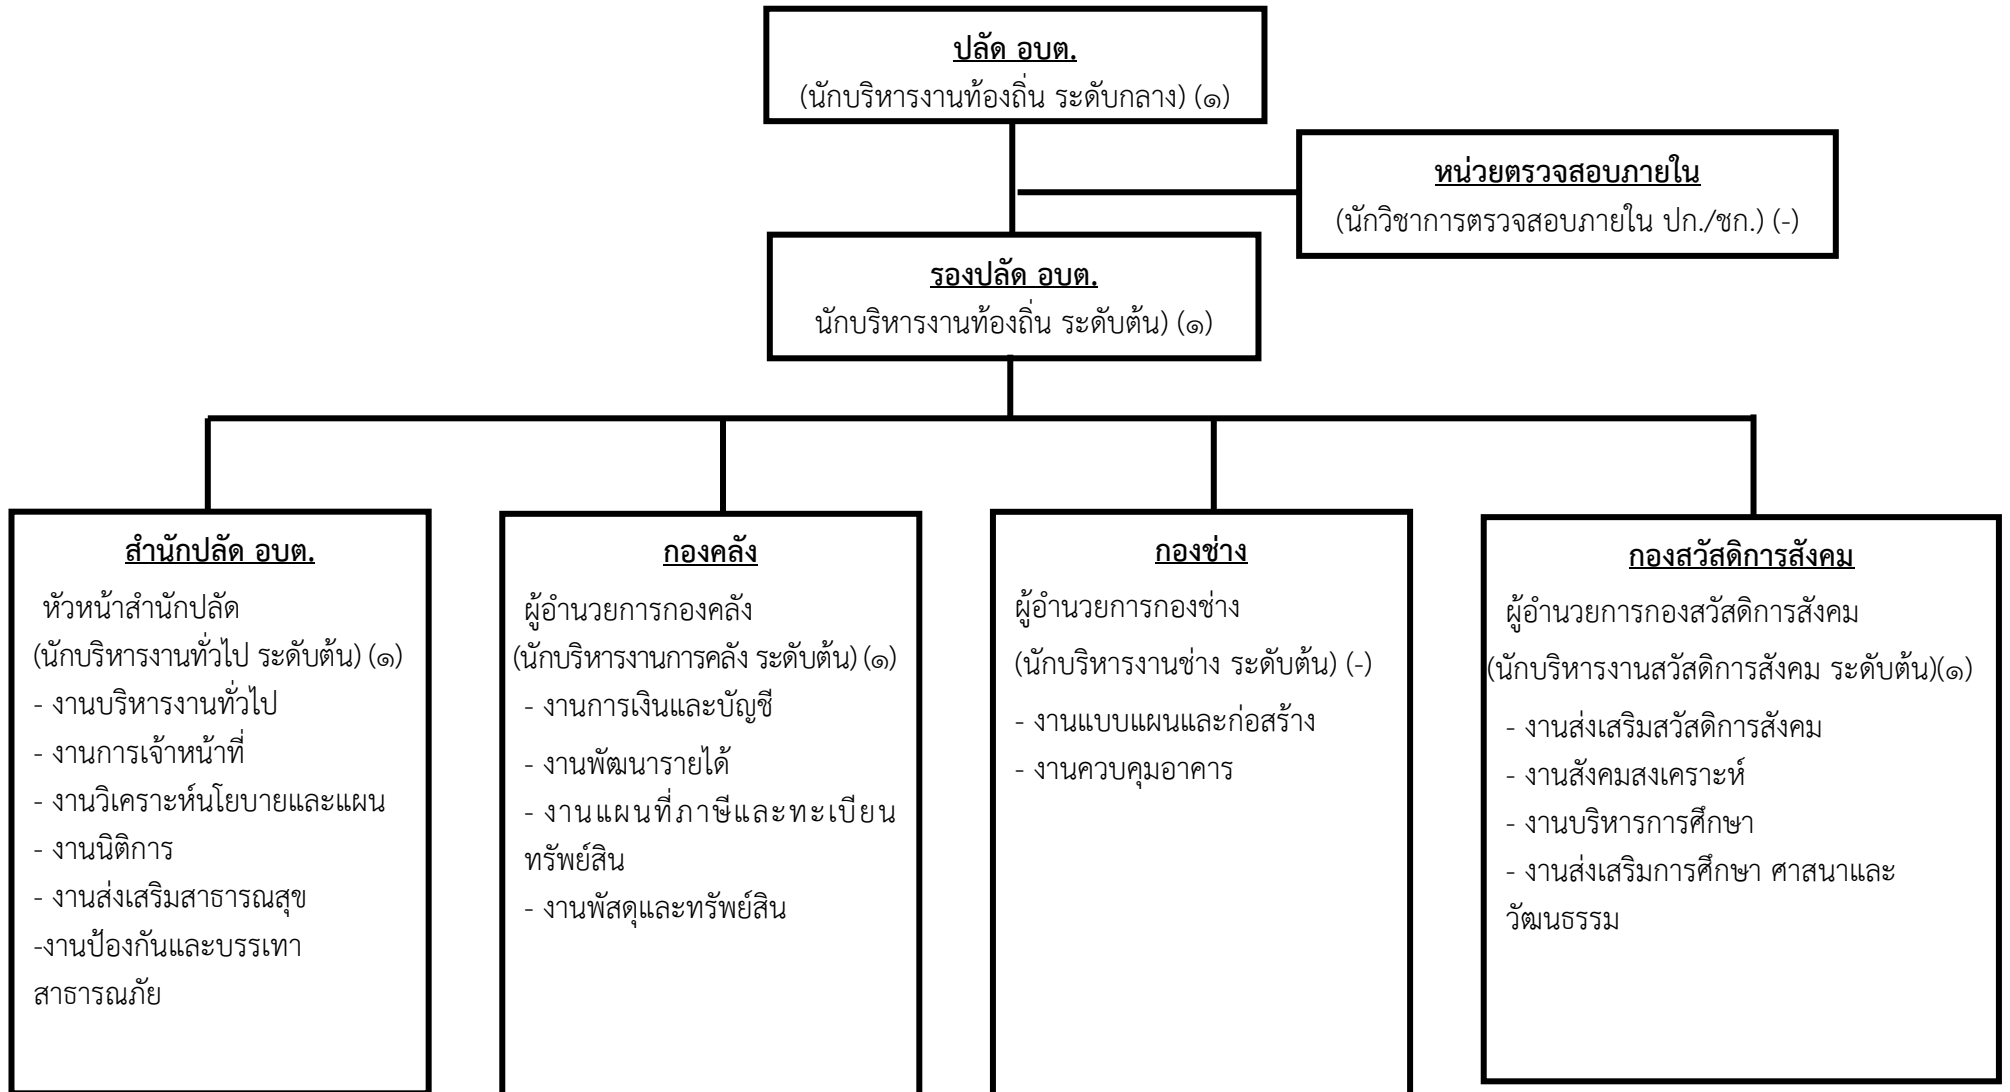 ปลัด อบต.
(นักบริหารงานท้องถิ่น ระดับกลาง) (๑)
หน่วยตรวจสอบภายใน
(นักวิชาการตรวจสอบภายใน ปก./ชก.) (-)
รองปลัด อบต.
นักบริหารงานท้องถิ่น ระดับต้น) (๑)
สำนักปลัด อบต.
หัวหน้าสำนักปลัด
(นักบริหารงานทั่วไป ระดับต้น) (๑)
- งานบริหารงานทั่วไป
- งานการเจ้าหน้าที่
- งานวิเคราะห์นโยบายและแผน
- งานนิติการ
- งานส่งเสริมสาธารณสุข
-งานป้องกันและบรรเทา
สาธารณภัย
กองคลัง
ผู้อำนวยการกองคลัง
(นักบริหารงานการคลัง ระดับต้น) (๑)
- งานการเงินและบัญชี
- งานพัฒนารายได้
- งานแผนที่ภาษีและทะเบียน
ทรัพย์สิน
- งานพัสดุและทรัพย์สิน
กองช่าง
ผู้อำนวยการกองช่าง
(นักบริหารงานช่าง ระดับต้น) (-)
- งานแบบแผนและก่อสร้าง
- งานควบคุมอาคาร
กองสวัสดิการสังคม
ผู้อำนวยการกองสวัสดิการสังคม
(นักบริหารงานสวัสดิการสังคม ระดับต้น)(๑)
- งานส่งเสริมสวัสดิการสังคม
- งานสังคมสงเคราะห์
- งานบริหารการศึกษา
- งานส่งเสริมการศึกษา ศาสนาและ
วัฒนธรรม